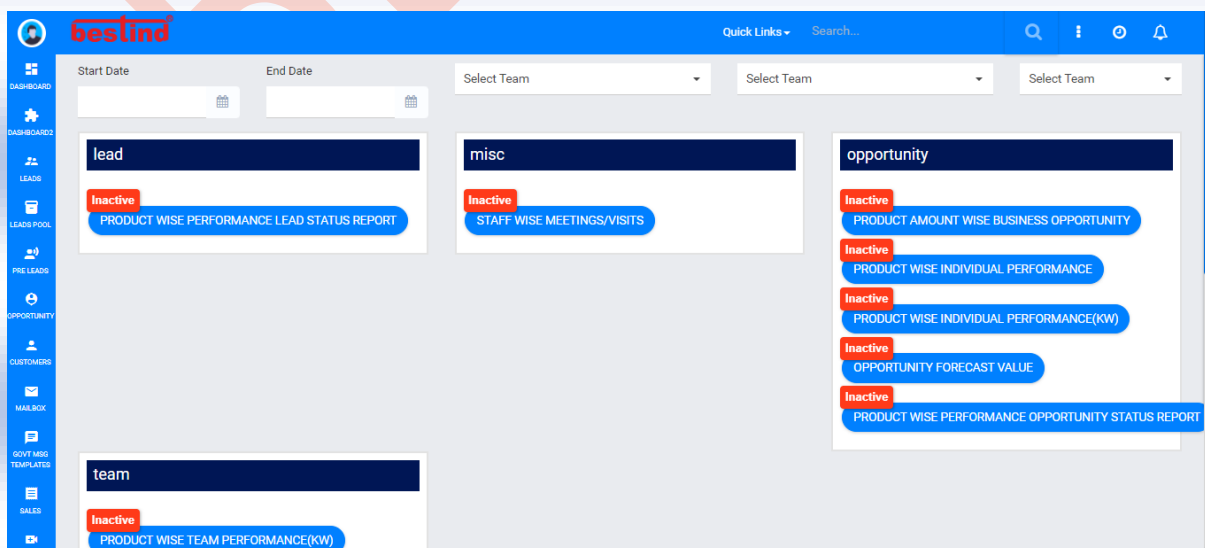 bestind
Quick Links
Search...
DASHBOARD
DASHBOARD2
LEADS
LEADS POOL
PRE LEADS
OPPORTUNITY
CUSTOMERS
MAILBOX
GOVT MSG
TEMPLATES
SALES
Start Date
End Date
Select Team
Select Team
Select Team
lead
Inactive
PRODUCT WISE PERFORMANCE LEAD STATUS REPORT
misc
Inactive
STAFF WISE MEETINGS/VISITS
opportunity
Inactive
PRODUCT AMOUNT WISE BUSINESS OPPORTUNITY
Inactive
PRODUCT WISE INDIVIDUAL PERFORMANCE
Inactive
PRODUCT WISE INDIVIDUAL PERFORMANCE(KW)
Inactive
OPPORTUNITY FORECAST VALUE
Inactive
PRODUCT WISE PERFORMANCE OPPORTUNITY STATUS REPORT
team
Inactive
PRODUCT WISE TEAM PERFORMANCE(KW)